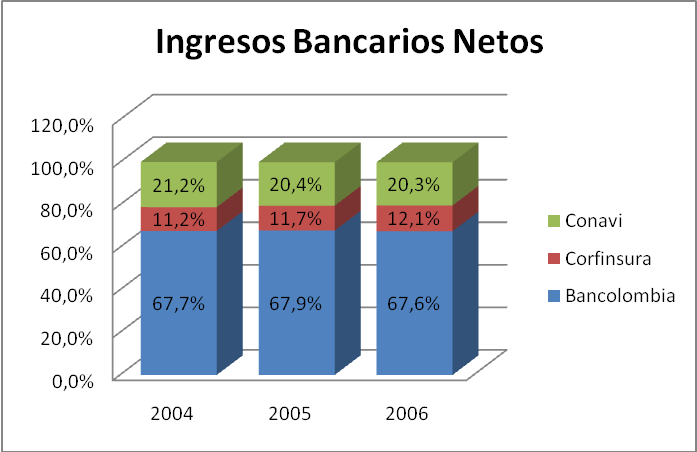 Ingresos Bancarios Netos
120,0%
100,0%
80,0%
60,0%
40,0%
20,0%
0,0%
21,2% 20,4% 20,3%
11,2% 11,7% 12,1%
67,7% 67,9% 67,6%
2004 2005 2006
Conavi
Corfinsura
Bancolombia